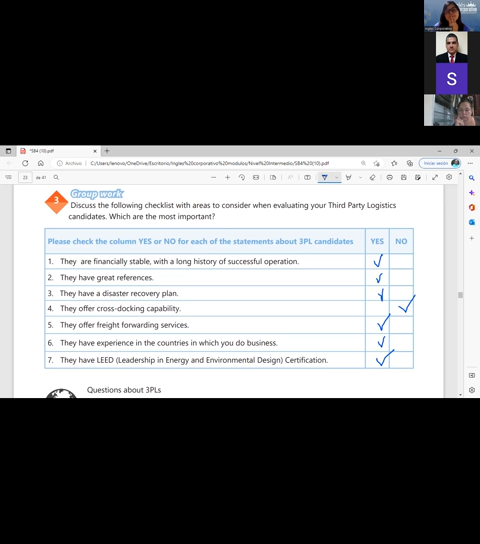 S
*SB4 (10).pdf
Archivo
C:/Users/lenovo/OneDrive/Escritorio/Ingles%20corporativo%20modulos/Nivel%20Intermedio/SB4%20(10).pdf
Iniciar sesión
23 de 41
3 Group work
Discuss the following checklist with areas to consider when evaluating your Third Party Logistics
candidates. Which are the most important?
Please check the column YES or NO for each of the statements about 3PL candidates YES NO
1. They are financially stable, with a long history of successful operation.
2. They have great references.
3. They have a disaster recovery plan.
4. They offer cross-docking capability.
5. They offer freight forwarding services.
6. They have experience in the countries in which you do business.
7. They have LEED (Leadership in Energy and Environmental Design) Certification.
Questions about 3PLs